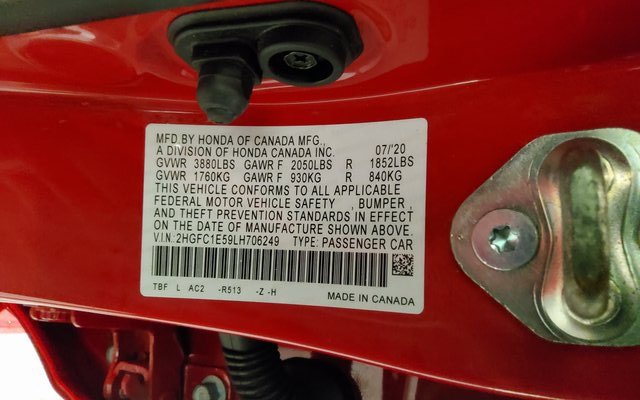 MFD BY HONDA OF CANADA MFG.,
A DIVISION OF HONDA CANADA INC. 07/'20
GVWR 3880LBS GAWR F 2050LBS R 1852LBS
GVWR 1760KG GAWR F 930KG R 840KG
THIS VEHICLE CONFORMS TO ALL APPLICABLE
FEDERAL MOTOR VEHICLE SAFETY , BUMPER ,
AND THEFT PREVENTION STANDARDS IN EFFECT
ON THE DATE OF MANUFACTURE SHOWN ABOVE.
V.I.N.:2HGFC1E59LH706249 TYPE: PASSENGER CAR
TBF L AC2 -R513 -Z -H MADE IN CANADA